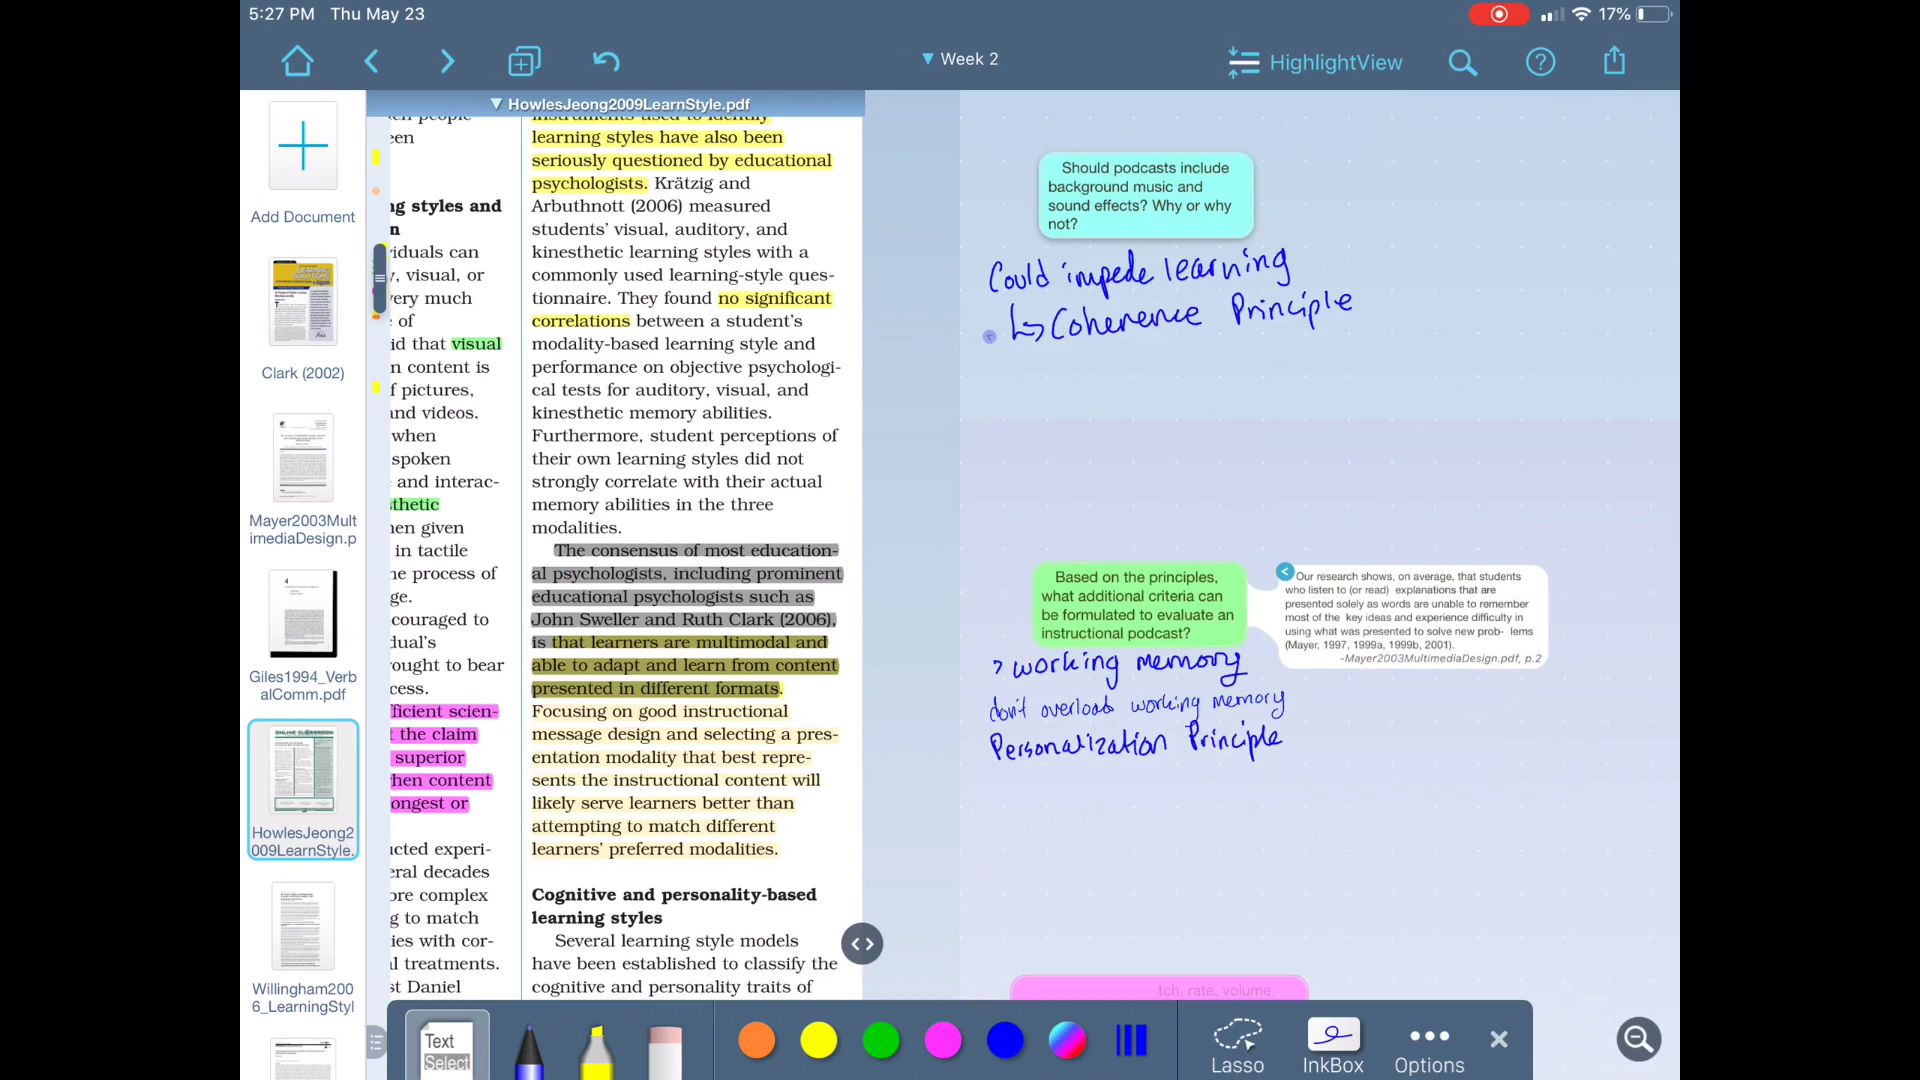 5:27 PM Thu May 23
17%
Week 2
HighlightView
Add Document
Clark (2002)
Mayer2003Mult
imediaDesign.p
Giles1994_Verb
alComm.pdf
HowlesJeong2
009LearnStyle.
Willingham200
6_LearningStyl
HowlesJeong2009LearnStyle.pdf
een
ng styles and
n
viduals can
y, visual, or
very much
e of
id that visual
n content is
f pictures,
and videos.
when
spoken
e and interac-
sthetic
hen given
in tactile
he process of
ge.
couraged to
dual's
rought to bear
cess.
fficient scien-
t the claim
superior
hen content
ongest or
ucted experi-
eral decades
ore complex
g to match
ies with cor-
l treatments.
st Daniel
instruments used to identify
learning styles have also been
seriously questioned by educational
psychologists. Krätzig and
Arbuthnott (2006) measured
students' visual, auditory, and
kinesthetic learning styles with a
commonly used learning-style ques-
tionnaire. They found no significant
correlations between a student's
modality-based learning style and
performance on objective psychologi-
cal tests for auditory, visual, and
kinesthetic memory abilities.
Furthermore, student perceptions of
their own learning styles did not
strongly correlate with their actual
memory abilities in the three
modalities.
The consensus of most education-
al psychologists, including prominent
educational psychologists such as
John Sweller and Ruth Clark (2006),
is that learners are multimodal and
able to adapt and learn from content
presented in different formats.
Focusing on good instructional
message design and selecting a pres-
entation modality that best repre-
sents the instructional content will
likely serve learners better than
attempting to match different
learners' preferred modalities.
Cognitive and personality-based
learning styles
Several learning style models
have been established to classify the
cognitive and personality traits of
Should podcasts include
background music and
sound effects? Why or why
not?
Could impede learning
↳ Coherence Principle
Based on the principles,
what additional criteria can
be formulated to evaluate an
instructional podcast?
Our research shows, on average, that students
who listen to (or read) explanations that are
presented solely as words are unable to remember
most of the key ideas and experience difficulty in
using what was presented to solve new prob- lems
(Mayer, 1997, 1999a, 1999b, 2001).
-Mayer2003MultimediaDesign.pdf, p.2
> working memory
don't overload working memory
Personalization Principle
tch, rate, volume,
Text
Select
Lasso
InkBox
Options